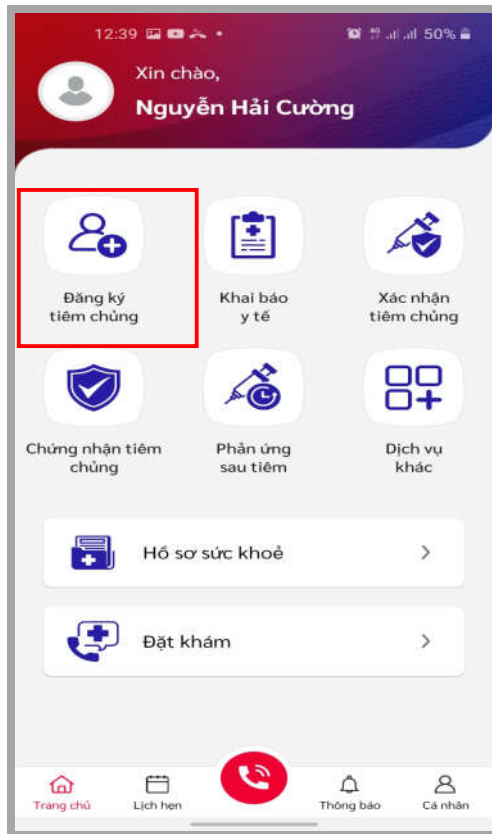 12:39
50%
Xin chào,
Nguyễn Hải Cường
Đăng ký
tiêm chủng
Khai báo
y tế
Xác nhận
tiêm chủng
Chứng nhận tiêm
chủng
Phản ứng
sau tiêm
Dịch vụ
khác
Hồ sơ sức khoẻ
Đặt khám
Trang chủ
Lịch hẹn
Thông báo
Cá nhân